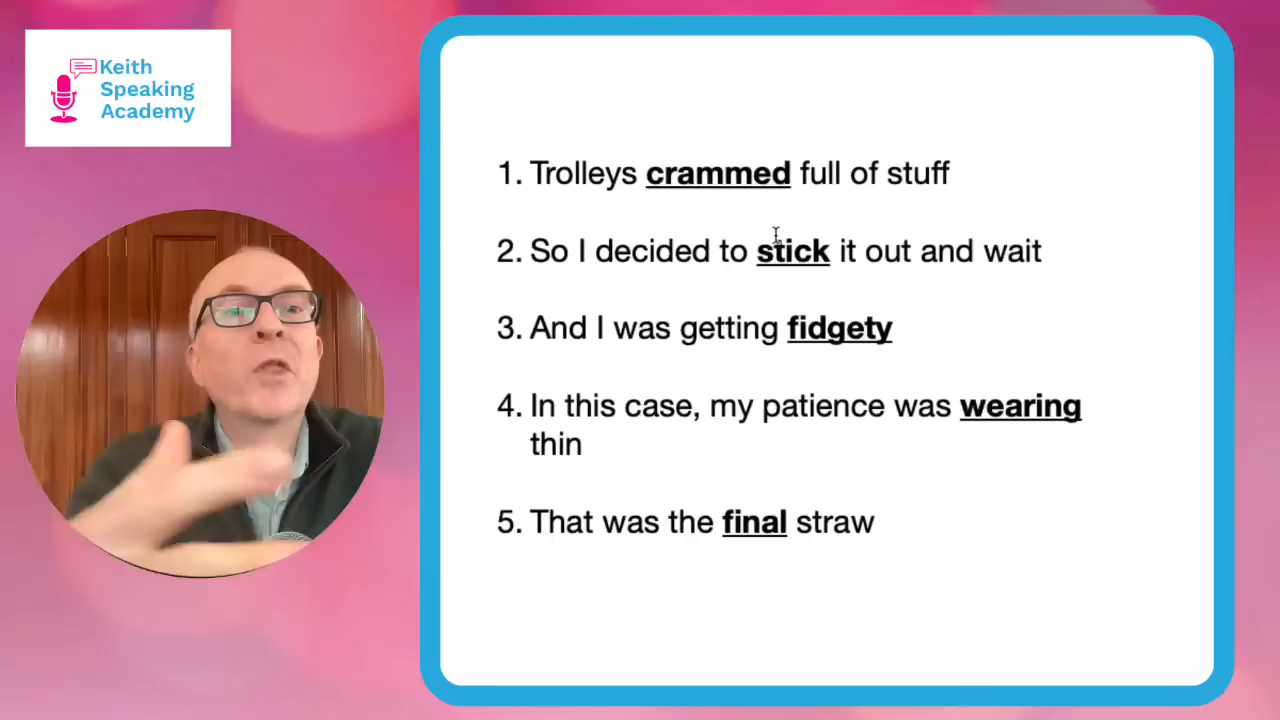 Keith
Speaking
Academy
1. Trolleys crammed full of stuff
2. So I decided to stick it out and wait
3. And I was getting fidgety
4. In this case, my patience was wearing
thin
5. That was the final straw